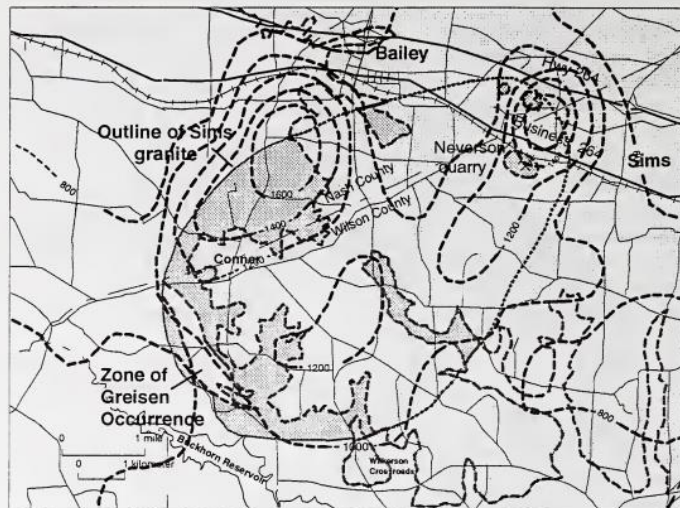 Bailey
Hwy 264
Outline of Sims
granite
Business 264
Neverson
quarry
Sims
800
1600
Nash County
1400
Wilson County
1200
Conner
1200
Zone of
Greisen
Occurrence
800
0
1 mile
0
1 kilometer
Buckhorn Reservoir
1000
Wilkerson
Crossroads